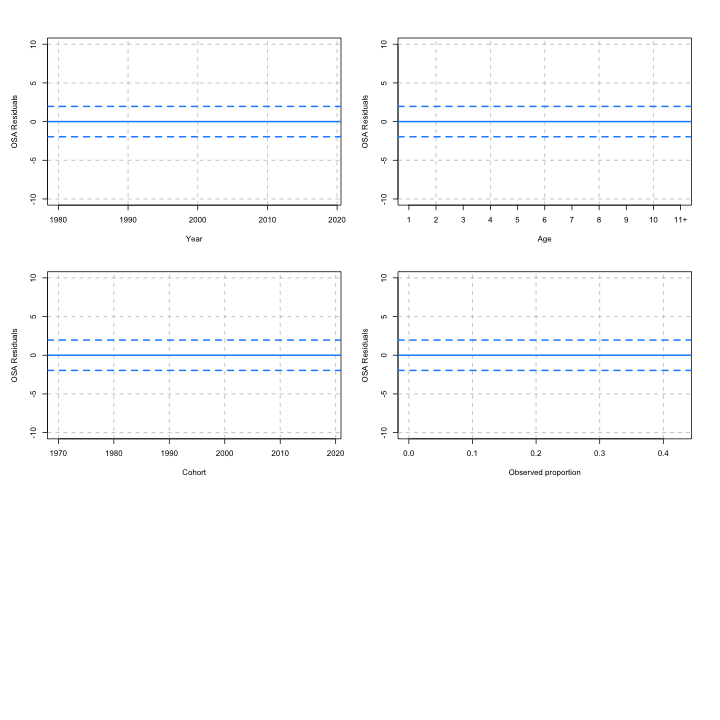 OSA Residuals
10
5
0
-5
-10
1980 1990 2000 2010 2020
Year
OSA Residuals
10
5
0
-5
-10
1 2 3 4 5 6 7 8 9 10 11+
Age
OSA Residuals
10
5
0
-5
-10
1970 1980 1990 2000 2010 2020
Cohort
OSA Residuals
10
5
0
-5
-10
0.0 0.1 0.2 0.3 0.4
Observed proportion